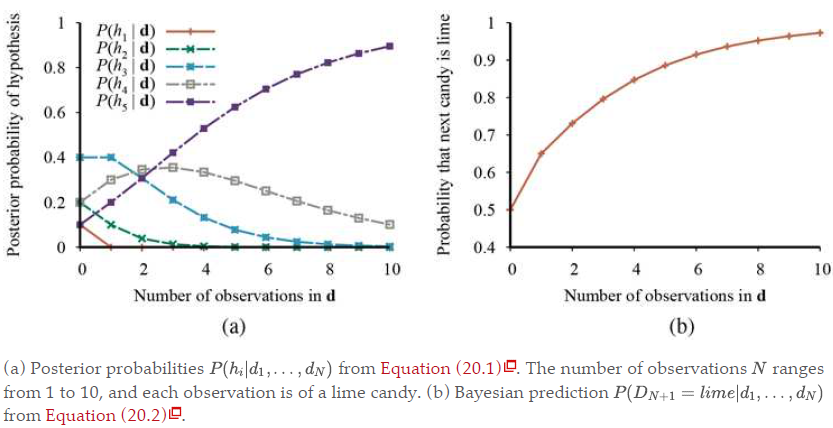 Posterior probability of hypothesis
1
0.8
0.6
0.4
0.2
0
P(h₁ | d)
P(h₂ | d)
P(h₃ | d)
P(h₄ | d)
P(h₅ | d)
0 2 4 6 8 10
Number of observations in d
(a)
Probability that next candy is lime
1
0.9
0.8
0.7
0.6
0.5
0.4
0 2 4 6 8 10
Number of observations in d
(b)
(a) Posterior probabilities P(hᵢ|d₁, . . . , d_N) from Equation (20.1). The number of observations N ranges
from 1 to 10, and each observation is of a lime candy. (b) Bayesian prediction P(D_{N+1} = lime|d₁, . . . , d_N)
from Equation (20.2).